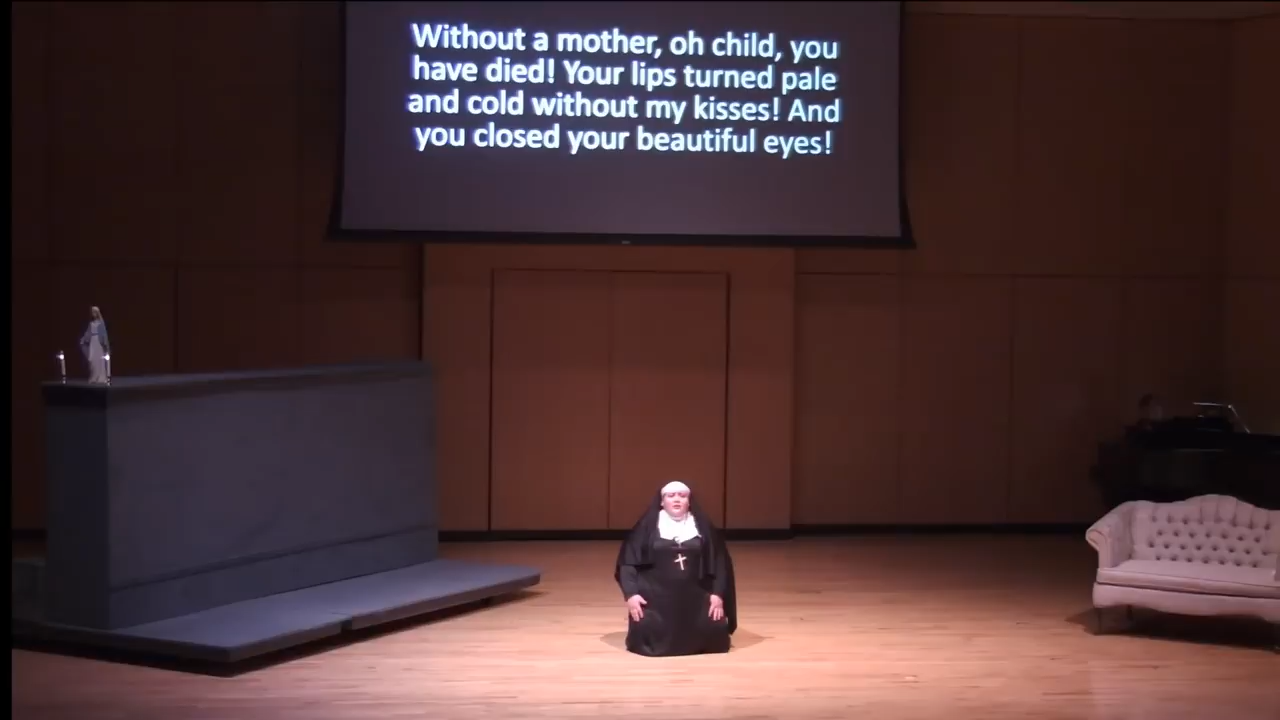 Without a mother, oh child, you
have died! Your lips turned pale
and cold without my kisses! And
you closed your beautiful eyes!